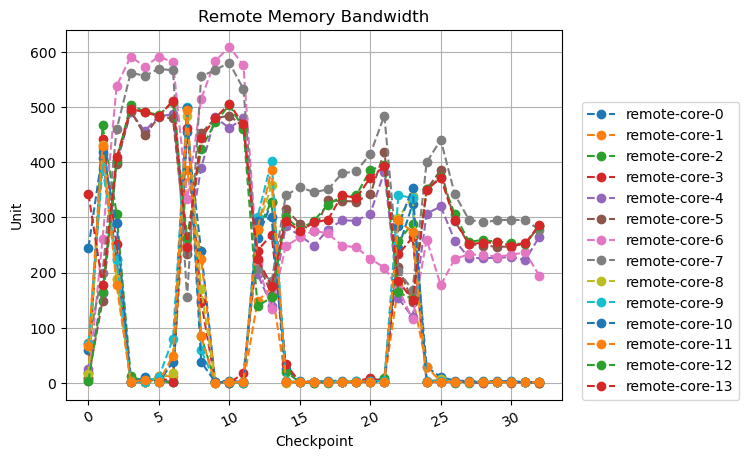 Remote Memory Bandwidth
600
500
400
300
200
100
0
Unit
0 5 10 15 20 25 30
Checkpoint
remote-core-0
remote-core-1
remote-core-2
remote-core-3
remote-core-4
remote-core-5
remote-core-6
remote-core-7
remote-core-8
remote-core-9
remote-core-10
remote-core-11
remote-core-12
remote-core-13